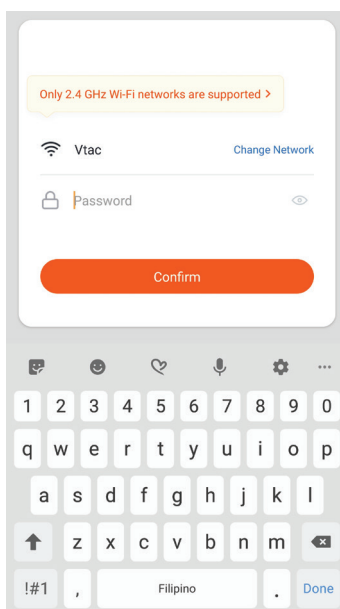 Only 2.4 GHz Wi-Fi networks are supported >
Vtac Change Network
Password
Confirm
1 2 3 4 5 6 7 8 9 0
q w e r t y u i o p
a s d f g h j k l
z x c v b n m
!#1 , Filipino . Done